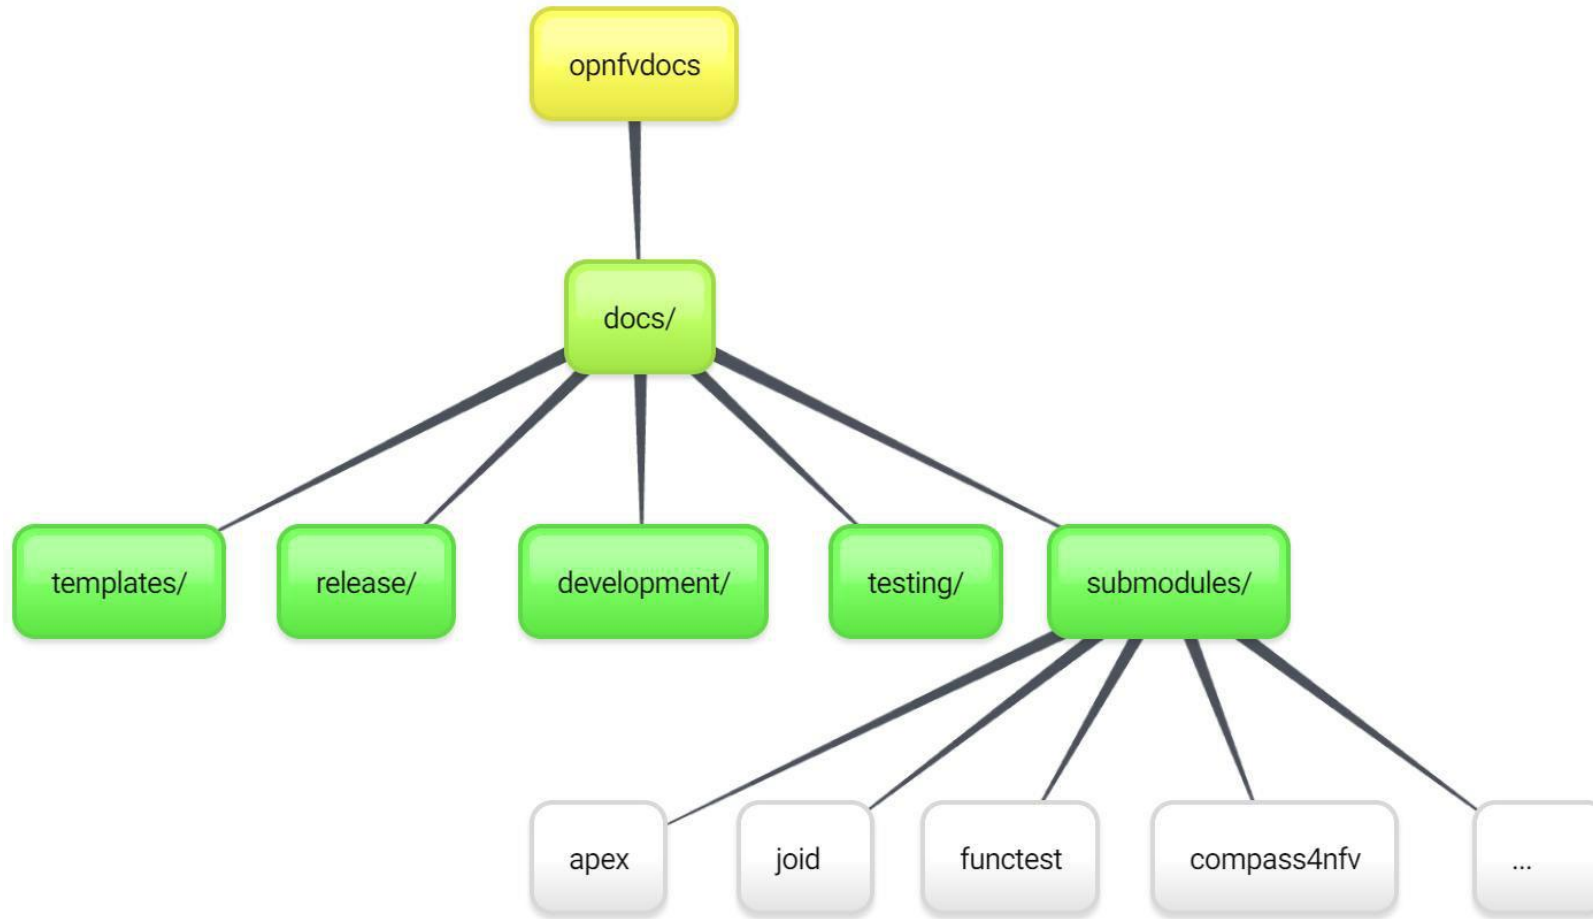 opnfvdocs
docs/
templates/
release/
development/
testing/
submodules/
apex
joid
functest
compass4nfv
...